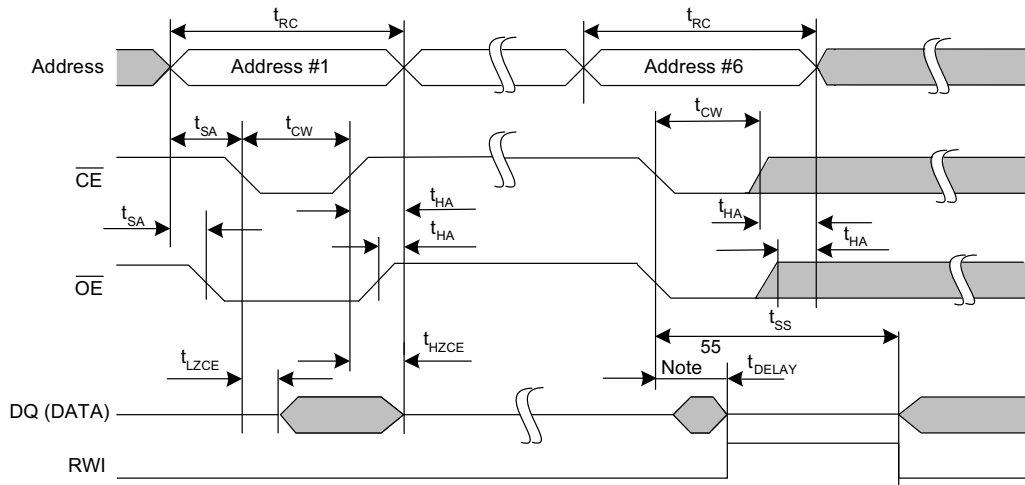 tRC tRC
Address Address #1 Address #6
tCW
tSA tCW
CE
tHA tHA
tSA tHA tHA
OE
tSS
tHZCE 55
tLZCE Note tDELAY
DQ (DATA)
RWI